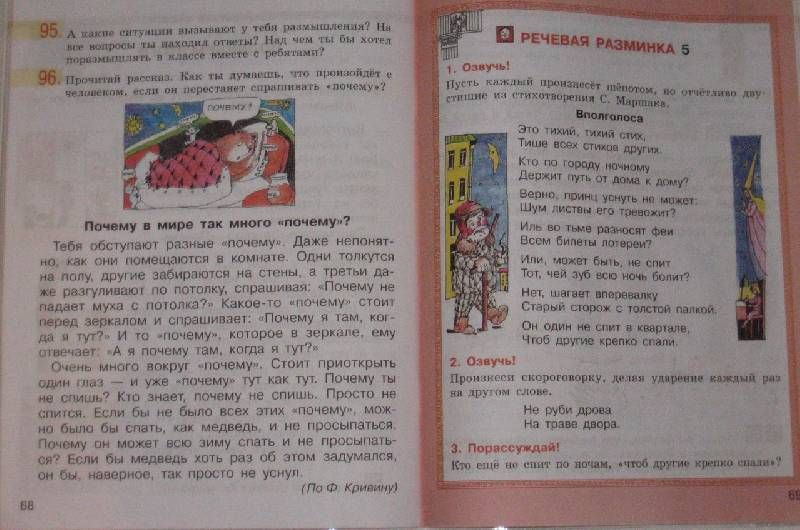 95. А какие ситуации вызывают у тебя размышления? На
все вопросы ты находил ответы? Над чем ты бы хотел
поразмышлять в классе вместе с ребятами?
96. Прочитай рассказ. Как ты думаешь, что произойдёт с
человеком, если он перестанет спрашивать «почему»?
ПОЧЕМУ?
Почему в мире так много «почему»?
Тебя обступают разные «почему». Даже непонят-
но, как они помещаются в комнате. Одни толкутся
на полу, другие забираются на стены, а третьи да-
же разгуливают по потолку, спрашивая: «Почему не
падает муха с потолка?» Какое-то «почему» стоит
перед зеркалом и спрашивает: «Почему я там, ког-
да я тут?» И то «почему», которое в зеркале, ему
отвечает: «А я почему там, когда я тут?»
Очень много вокруг «почему». Стоит приоткрыть
один глаз — и уже «почему» тут как тут. Почему ты
не спишь? Кто знает, почему не спишь. Просто не
спится. Если бы не было всех этих «почему», мож-
но было бы спать, как медведь, и не просыпаться.
Почему он может всю зиму спать и не просыпать-
ся? Если бы медведь хоть раз об этом задумался,
он бы, наверное, так просто не уснул.
(По Ф. Кривину)
68
РЕЧЕВАЯ РАЗМИНКА 5
1. Озвучь!
Пусть каждый произнесёт шёпотом, но отчётливо дву-
стишие из стихотворения С. Маршака.
Вполголоса
Это тихий, тихий стих,
Тише всех стихов других.
Кто по городу ночному
Держит путь от дома к дому?
Верно, принц уснуть не может:
Шум листвы его тревожит?
Иль во тьме разносят феи
Всем билеты лотереи?
Или, может быть, не спит
Тот, чей зуб всю ночь болит?
Нет, шагает вперевалку
Старый сторож с толстой палкой.
Он один не спит в квартале,
Чтоб другие крепко спали.
2. Озвучь!
Произнеси скороговорку, делая ударение каждый раз
на другом слове.
Не руби дрова
На траве двора.
3. Порассуждай!
Кто ещё не спит по ночам, «чтоб другие крепко спали»?
69